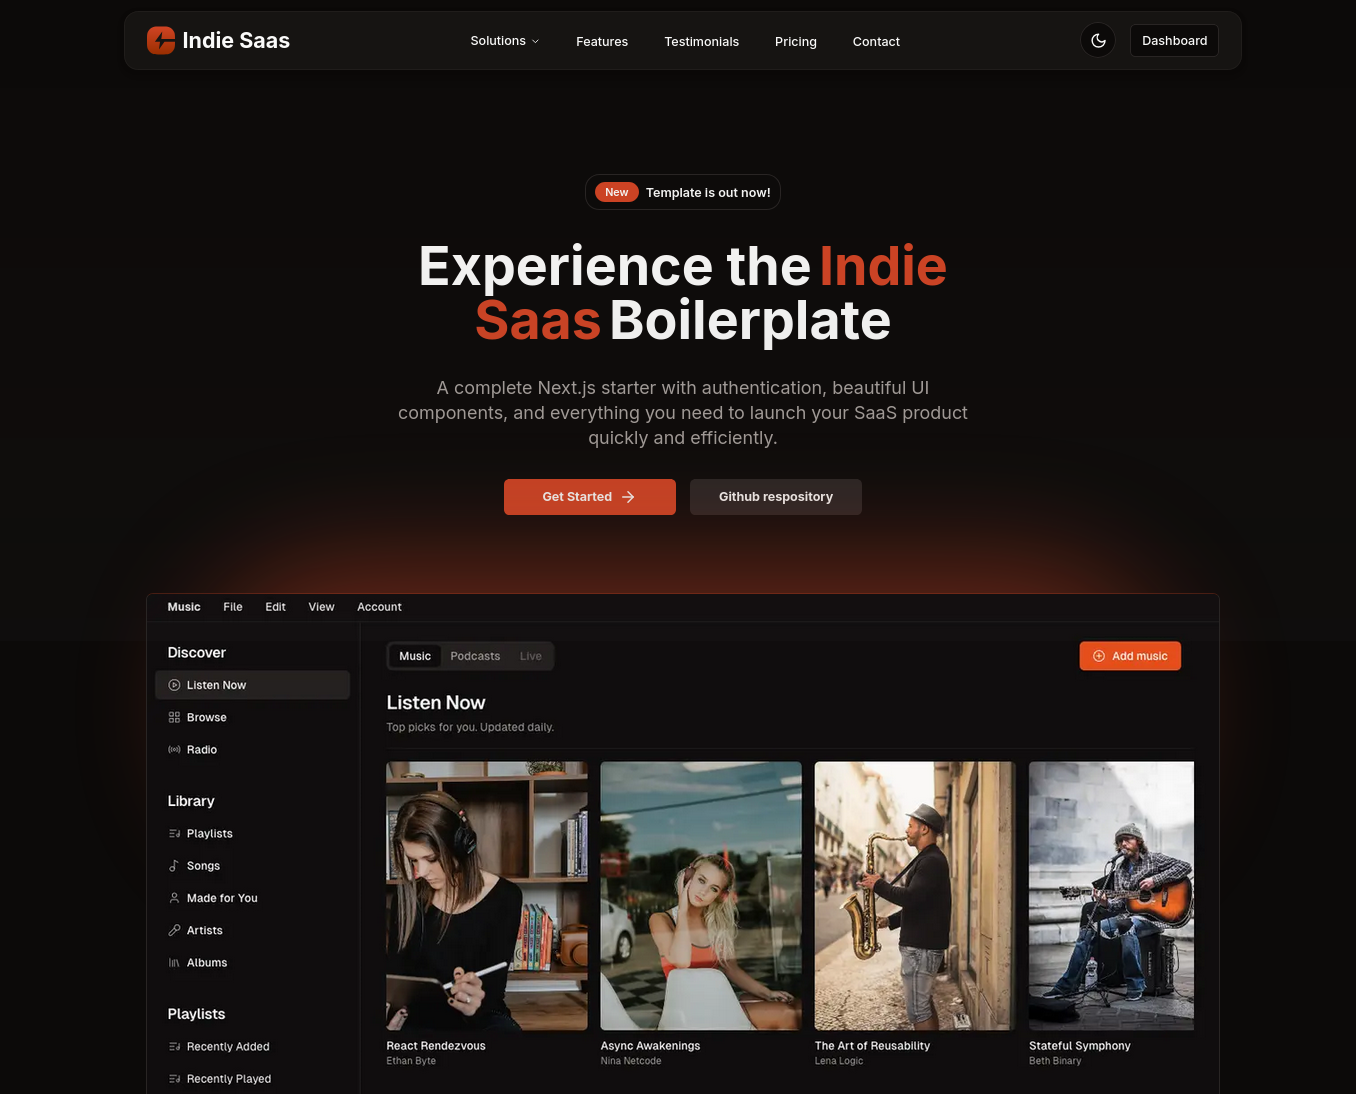 Indie Saas
Solutions
Features
Testimonials
Pricing
Contact
Dashboard
New Template is out now!
Experience the Indie
Saas Boilerplate
A complete Next.js starter with authentication, beautiful UI
components, and everything you need to launch your SaaS product
quickly and efficiently.
Get Started
Github respository
Music File Edit View Account
Discover
Listen Now
Browse
Radio
Library
Playlists
Songs
Made for You
Artists
Albums
Playlists
Recently Added
Recently Played
Music Podcasts Live
Add music
Listen Now
Top picks for you. Updated daily.
React Rendezvous
Ethan Byte
Async Awakenings
Nina Netcode
The Art of Reusability
Lena Logic
Stateful Symphony
Beth Binary